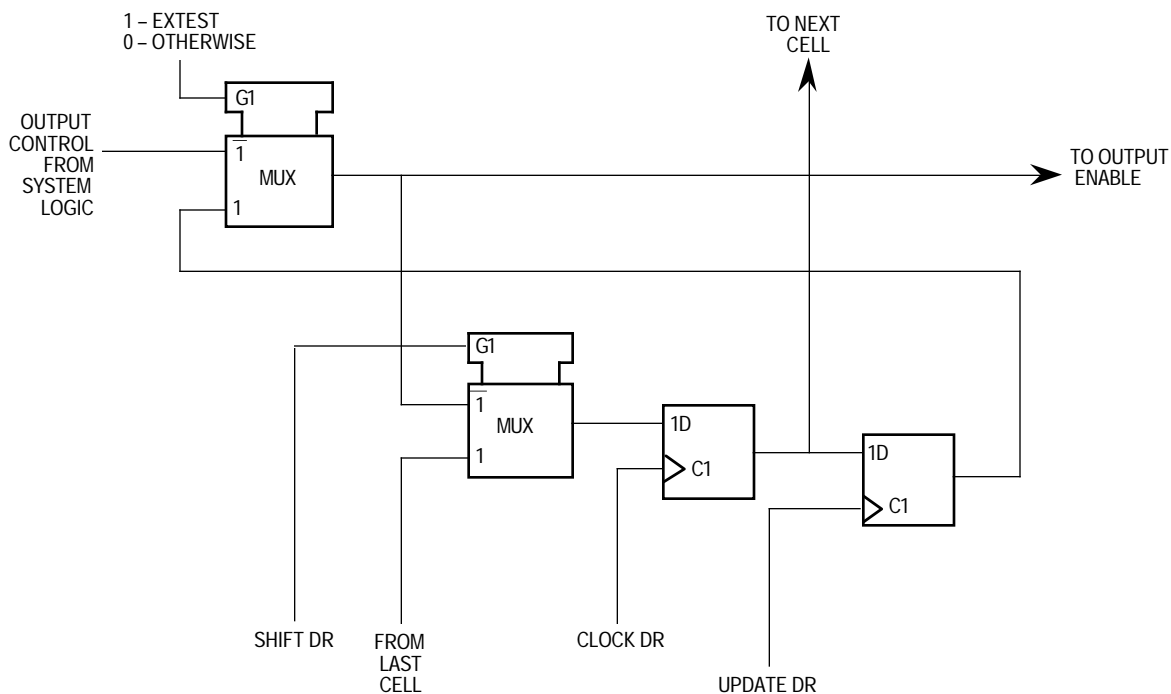 1 – EXTEST
0 – OTHERWISE
TO NEXT
CELL
G1
OUTPUT
CONTROL
FROM
SYSTEM
LOGIC
1̅
MUX
1
TO OUTPUT
ENABLE
G1
1̅
MUX
1
1D
C1
1D
C1
SHIFT DR
FROM
LAST
CELL
CLOCK DR
UPDATE DR